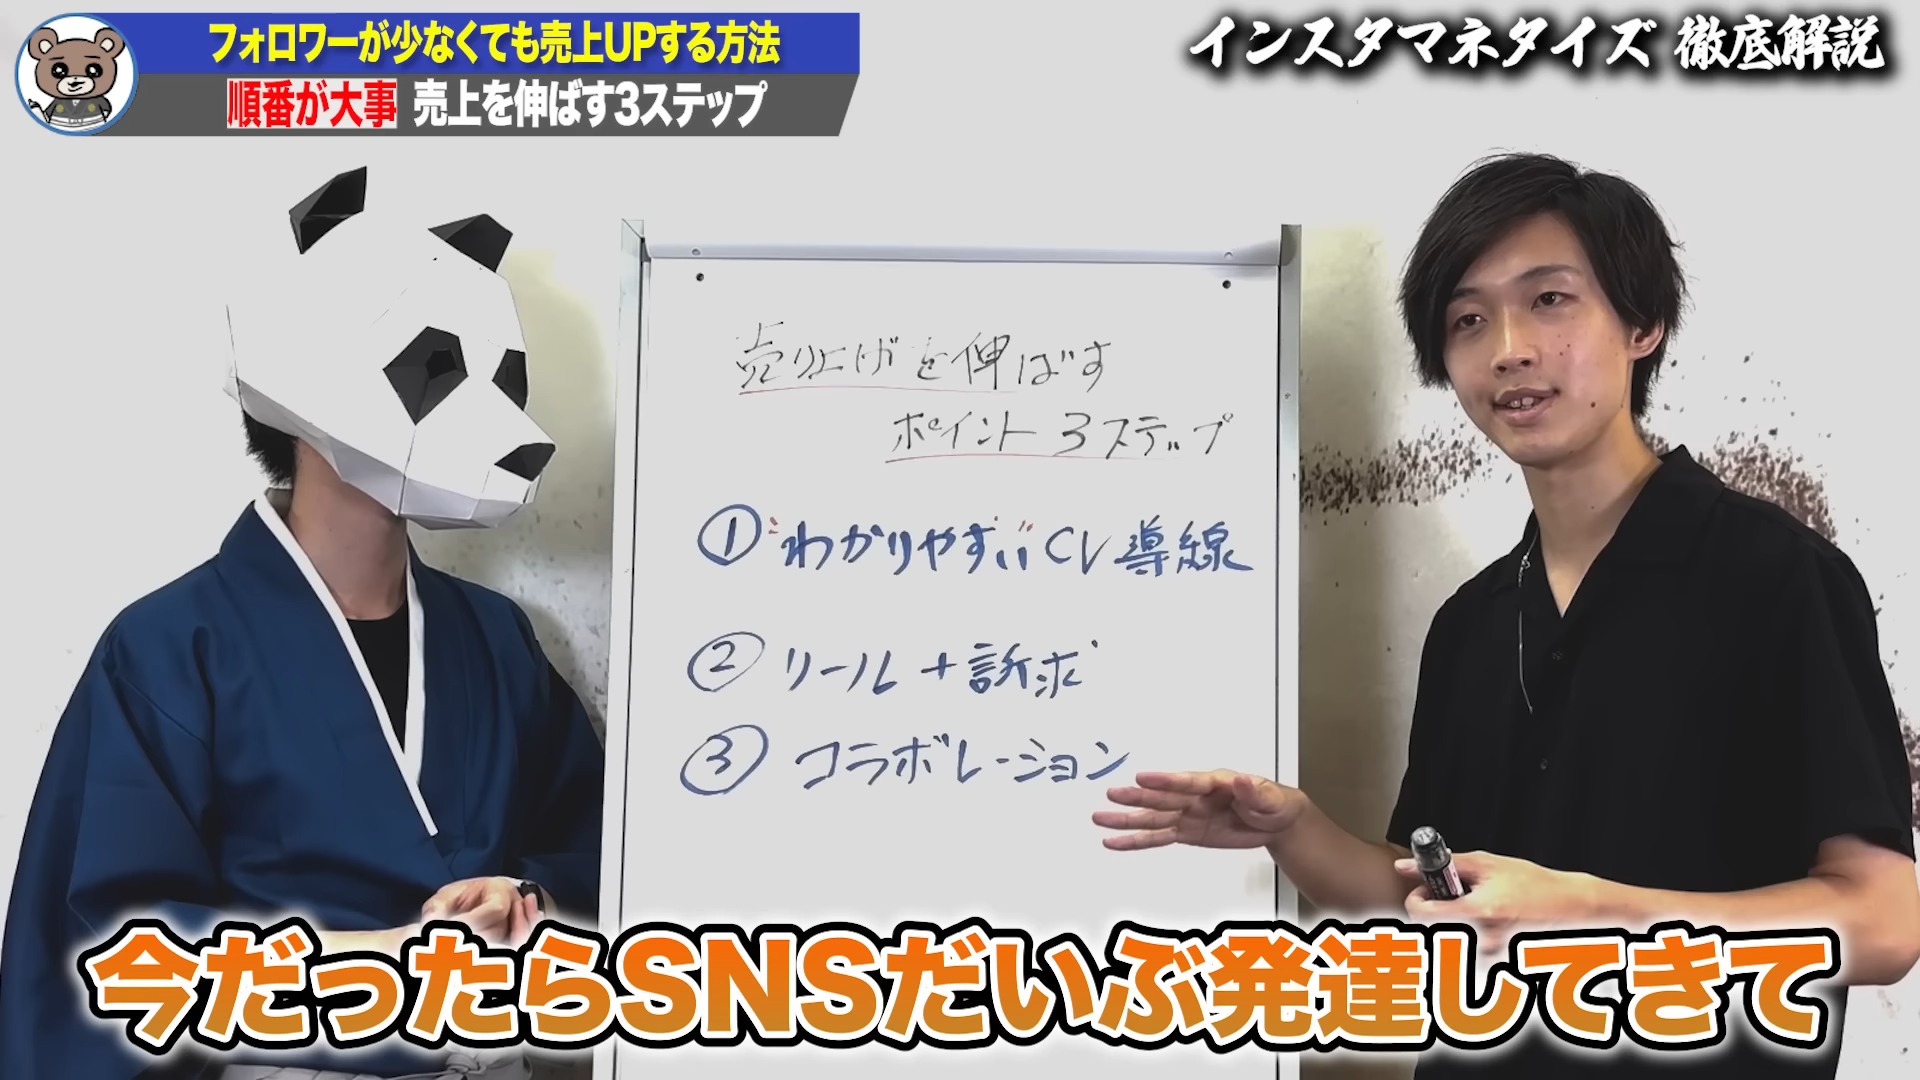 フォロワーが少なくても売上UPする方法
順番が大事 売上を伸ばす3ステップ
インスタマネタイズ 徹底解説
売り上げを伸ばす
ポイント 3ステップ
① わかりやすいCV導線
② リール+訴求
③ コラボレーション
今だったらSNSだいぶ発達してきて